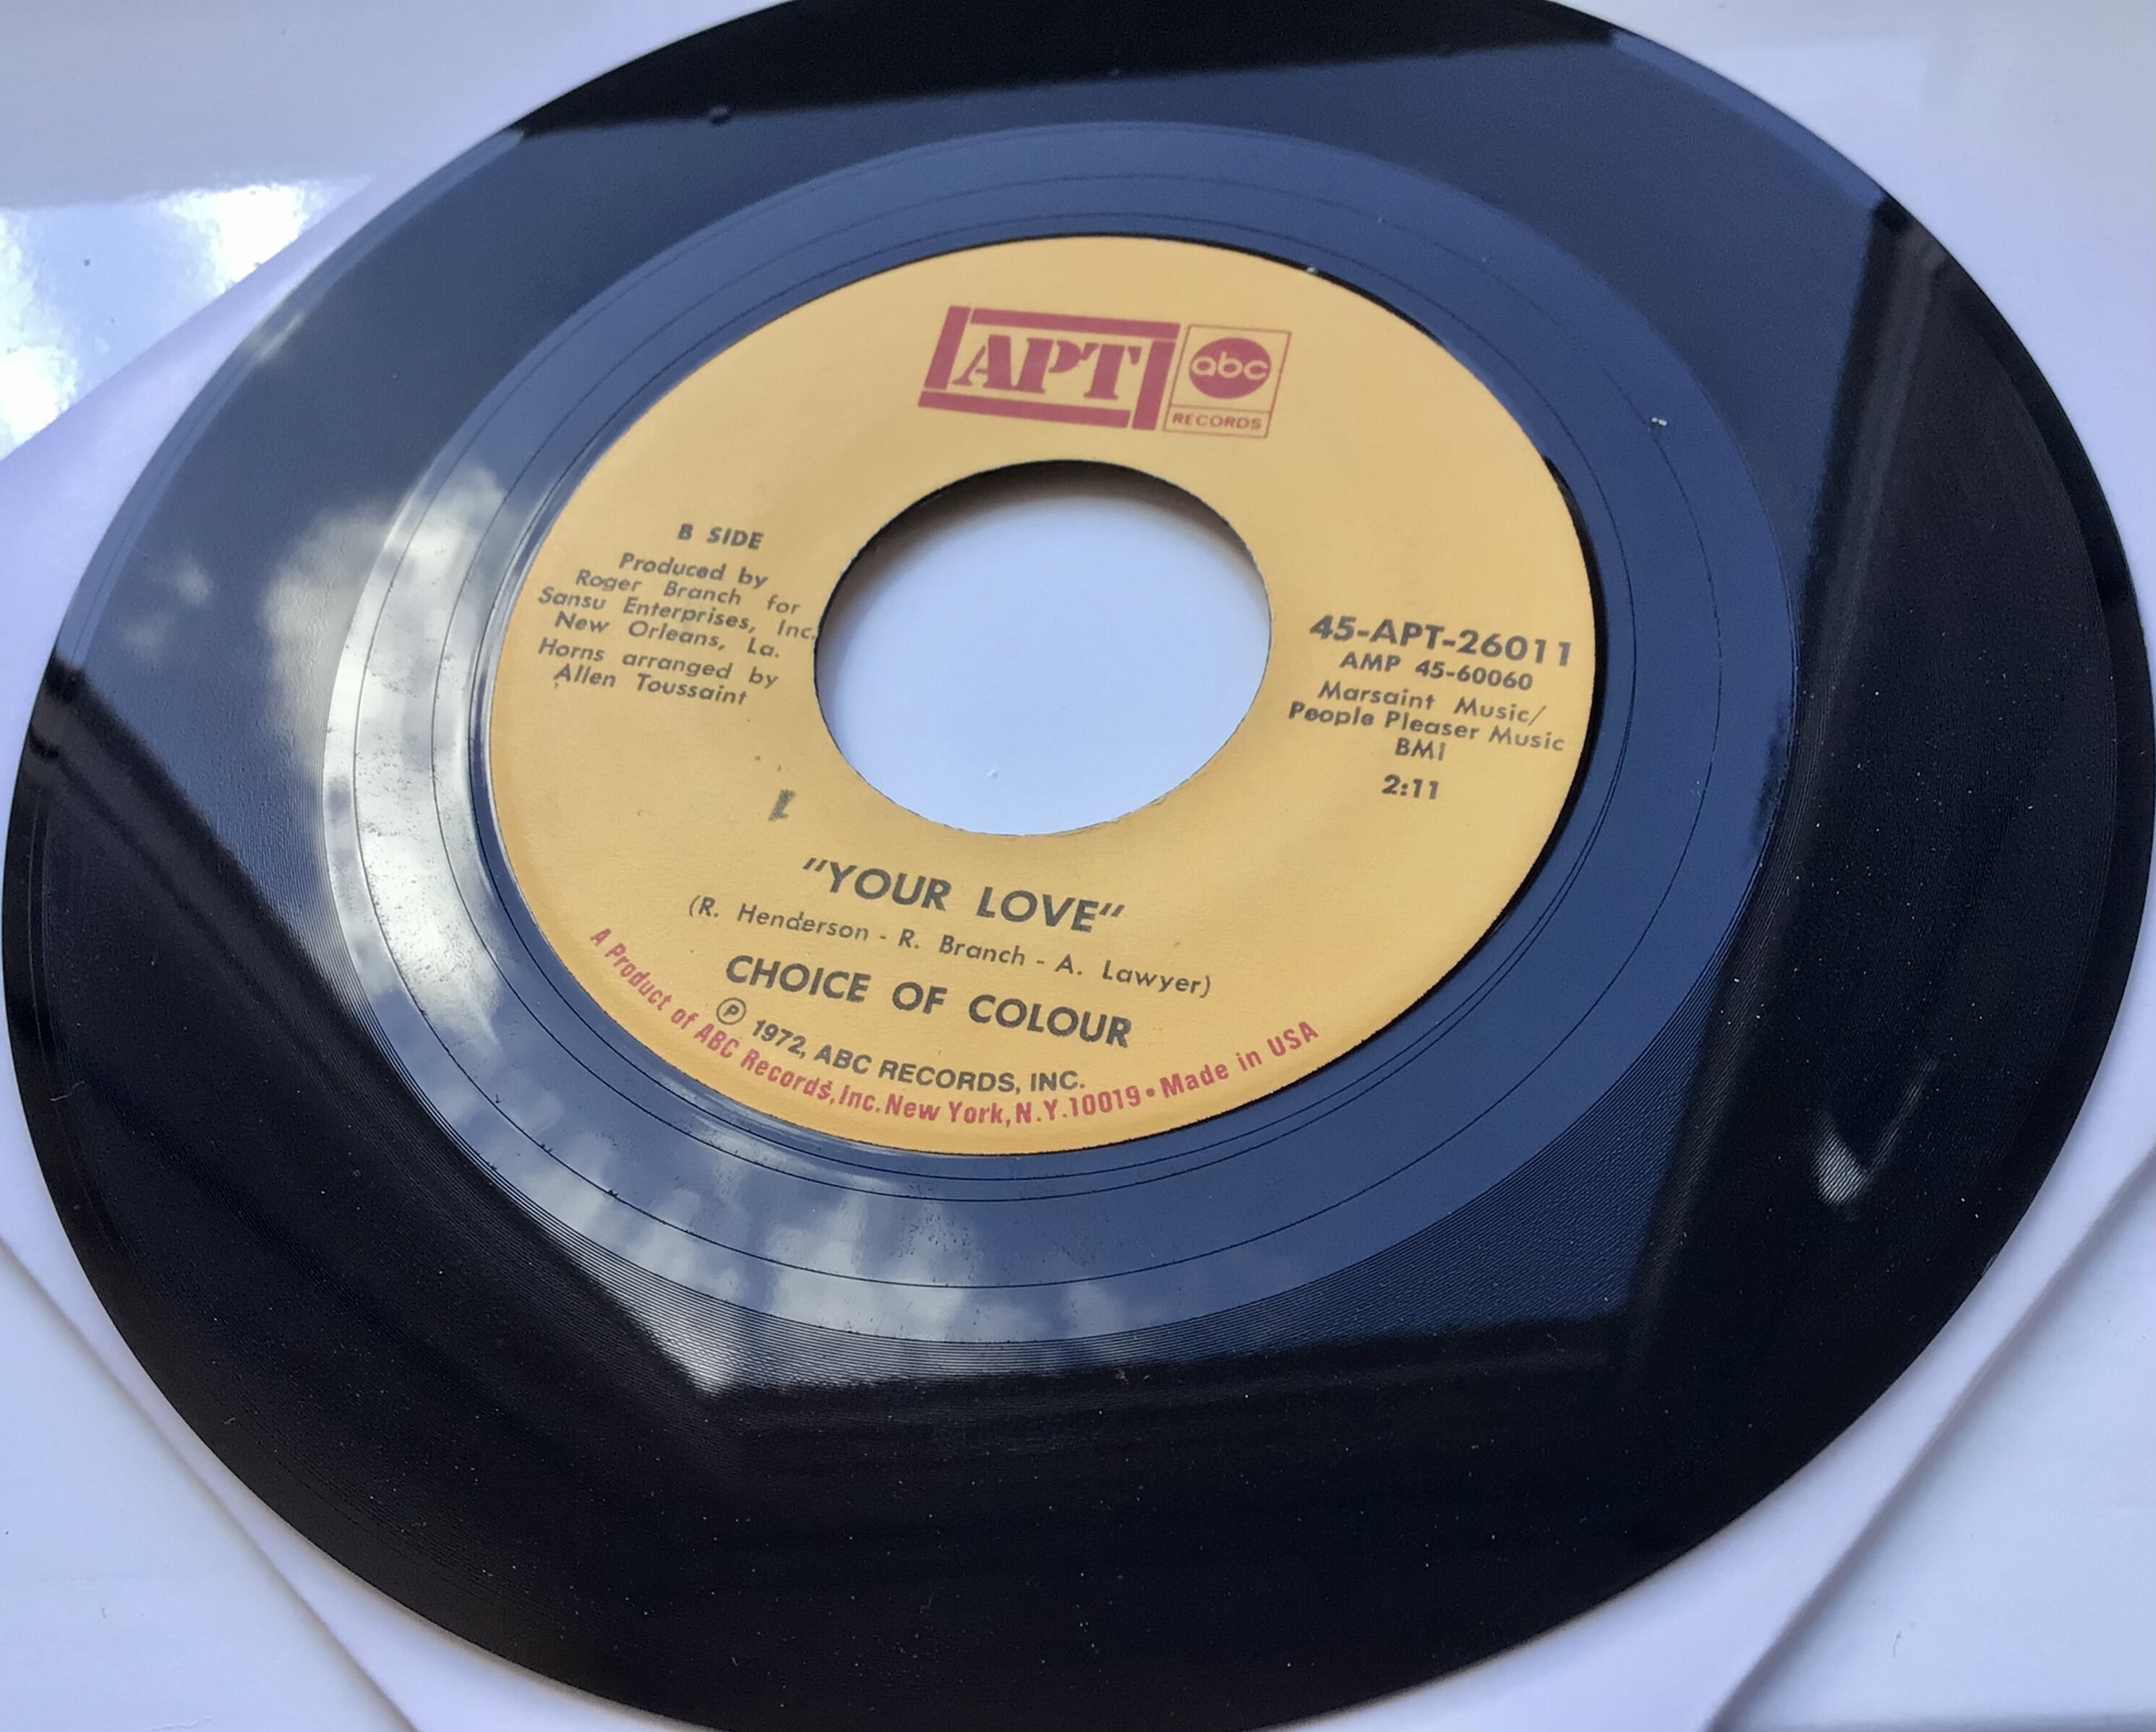 APT
abc
RECORDS
B SIDE
Produced by
Roger Branch for
Sansu Enterprises, Inc.
New Orleans, La.
Horns arranged by
Allen Toussaint
45-APT-26011
AMP 45-60060
Marsaint Music/
People Pleaser Music
BMI
2:11
1
"YOUR LOVE"
(R. Henderson - R. Branch - A. Lawyer)
CHOICE OF COLOUR
Ⓟ 1972, ABC RECORDS, INC.
A Product of ABC Records, Inc. New York, N.Y. 10019 • Made in USA